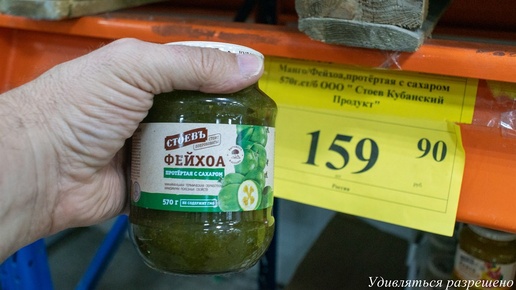 Манго/Фейхоа,протёртая с сахаром
570г.ст/б ООО " Стоев Кубанский
Продукт"
159 90
Россия
СТОЕВЪ
ФЕЙХОА
ПРОТЁРТАЯ С САХАРОМ
570 г
Удивляться разрешено